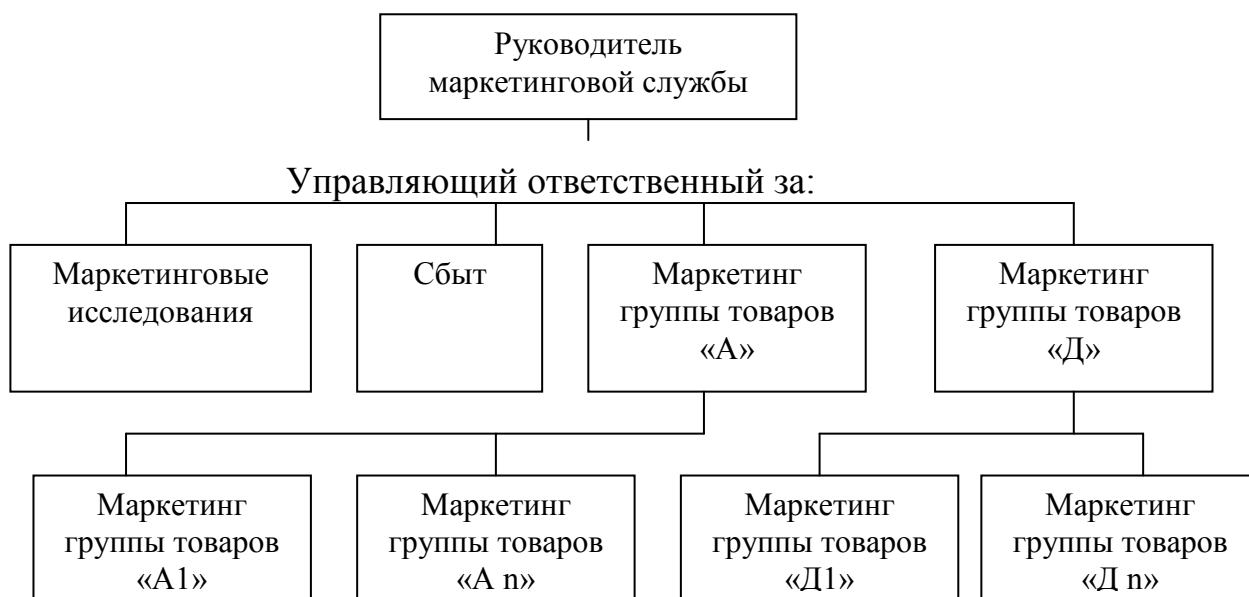 Руководитель
маркетинговой службы
Управляющий ответственный за:
Маркетинговые
исследования
Сбыт
Маркетинг
группы товаров
«А»
Маркетинг
группы товаров
«Д»
Маркетинг
группы товаров
«А1»
Маркетинг
группы товаров
«А n»
Маркетинг
группы товаров
«Д1»
Маркетинг
группы товаров
«Д n»